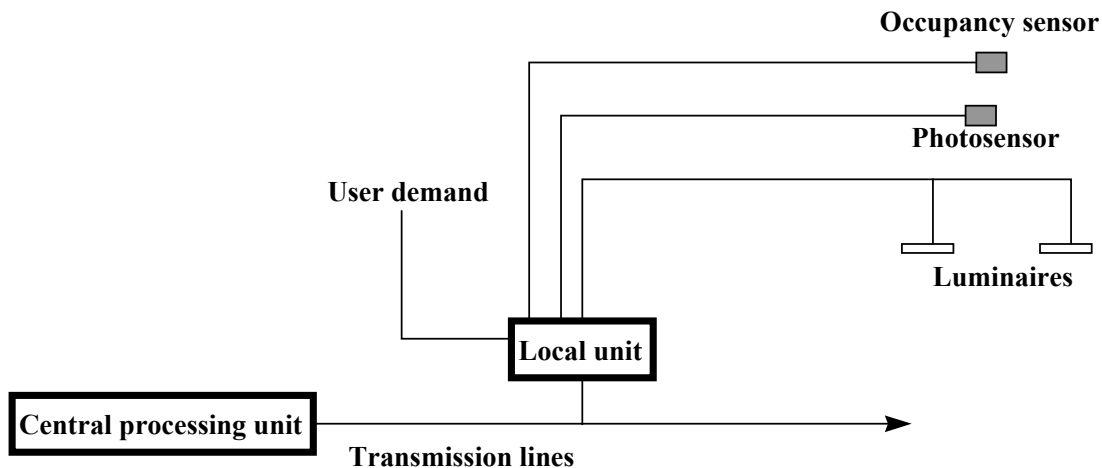 Occupancy sensor
Photosensor
User demand
Luminaires
Local unit
Central processing unit
Transmission lines